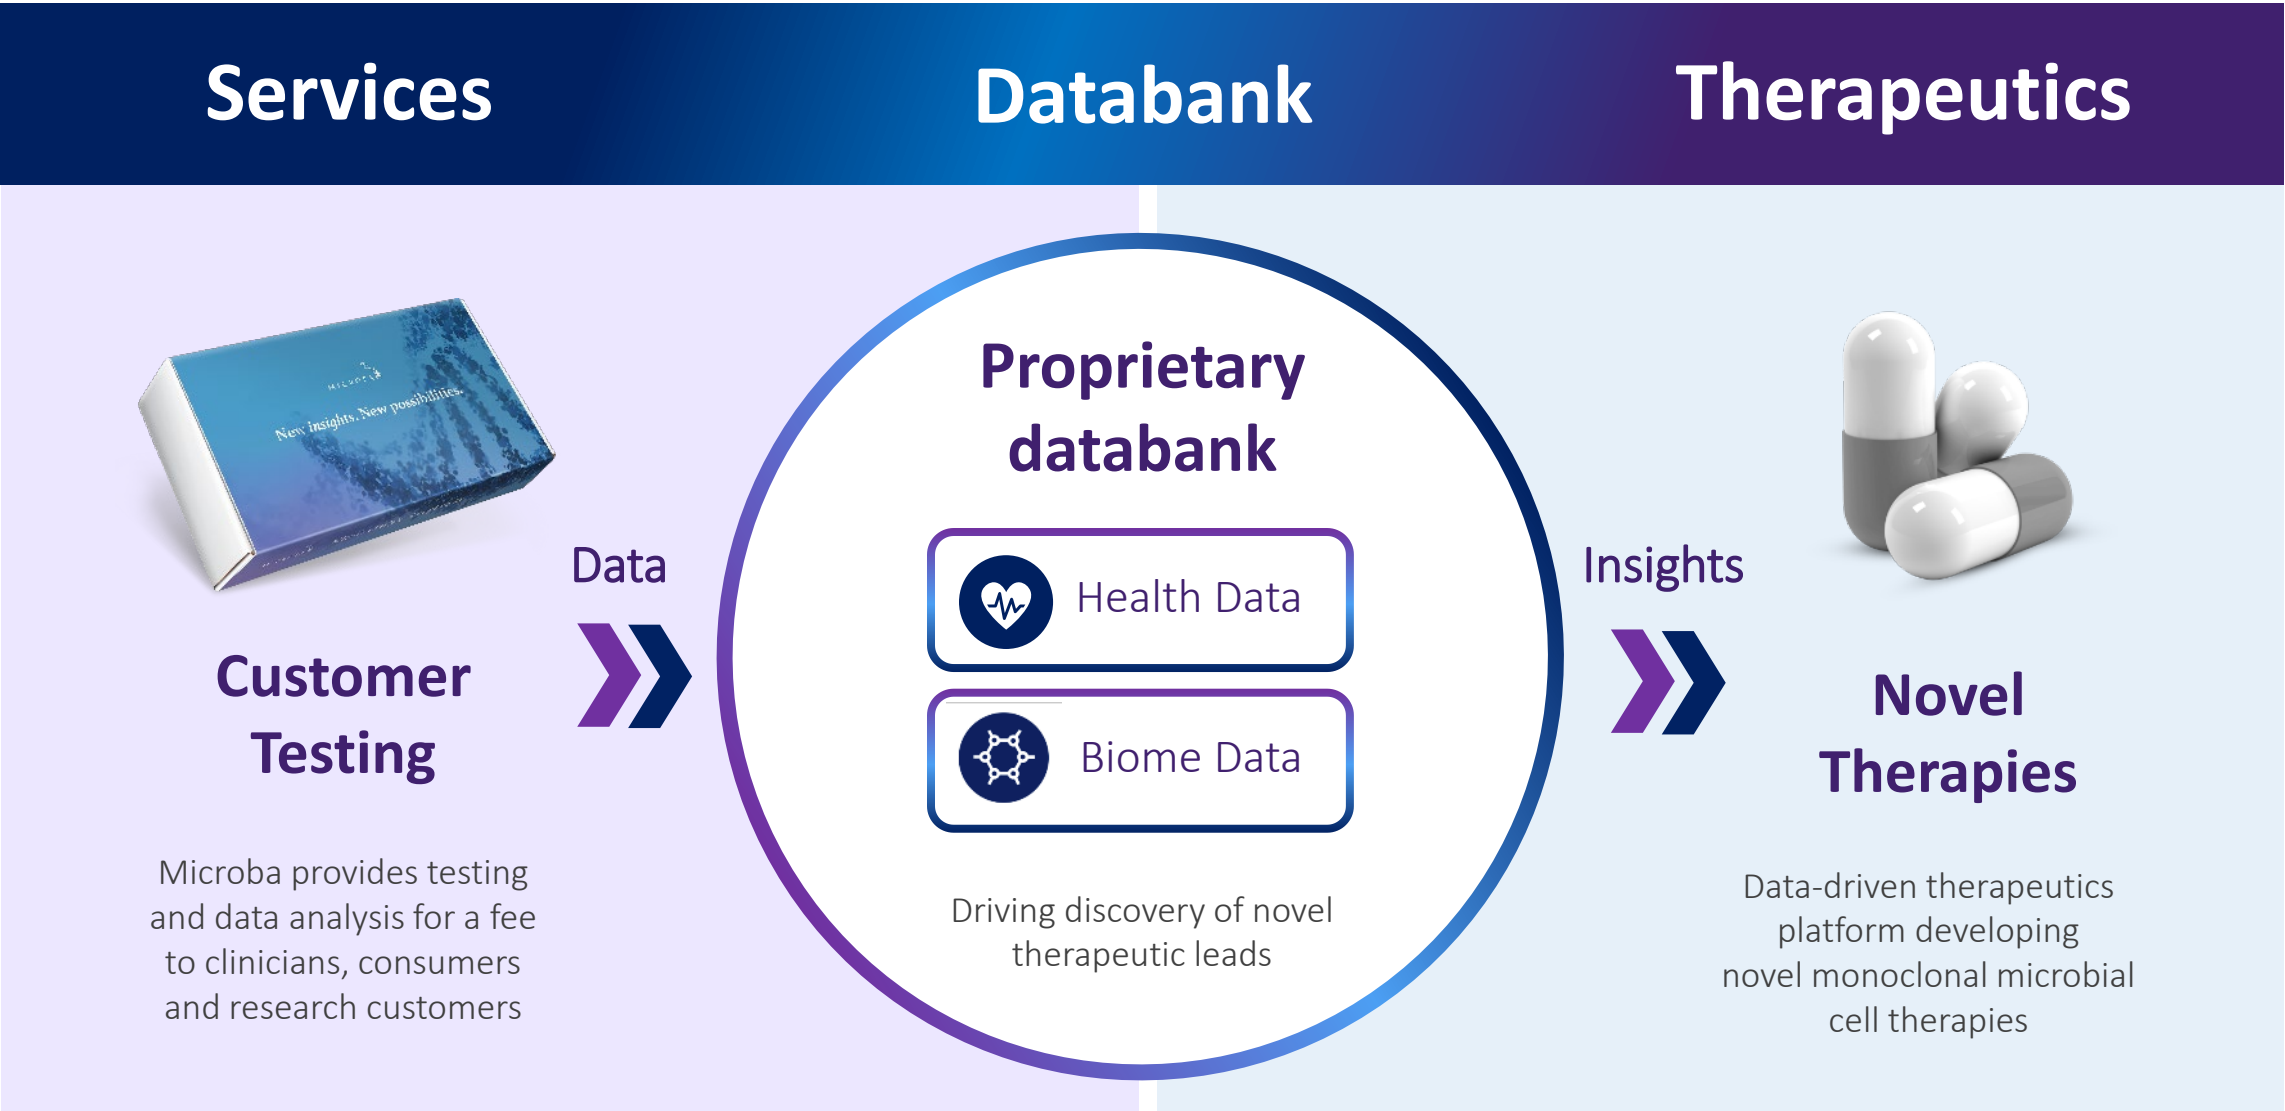 Services
Databank
Therapeutics
New insights. New possibilities.
Data
Customer
Testing
Microba provides testing
and data analysis for a fee
to clinicians, consumers
and research customers
Proprietary
databank
Health Data
Biome Data
Driving discovery of novel
therapeutic leads
Insights
Novel
Therapies
Data-driven therapeutics
platform developing
novel monoclonal microbial
cell therapies